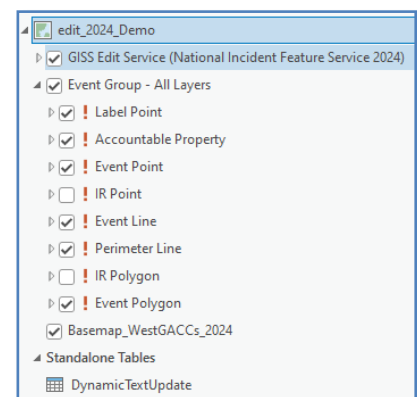 edit_2024_Demo
GISS Edit Service (National Incident Feature Service 2024)
Event Group - All Layers
! Label Point
! Accountable Property
! Event Point
! IR Point
! Event Line
! Perimeter Line
! IR Polygon
! Event Polygon
Basemap_WestGACCs_2024
Standalone Tables
DynamicTextUpdate